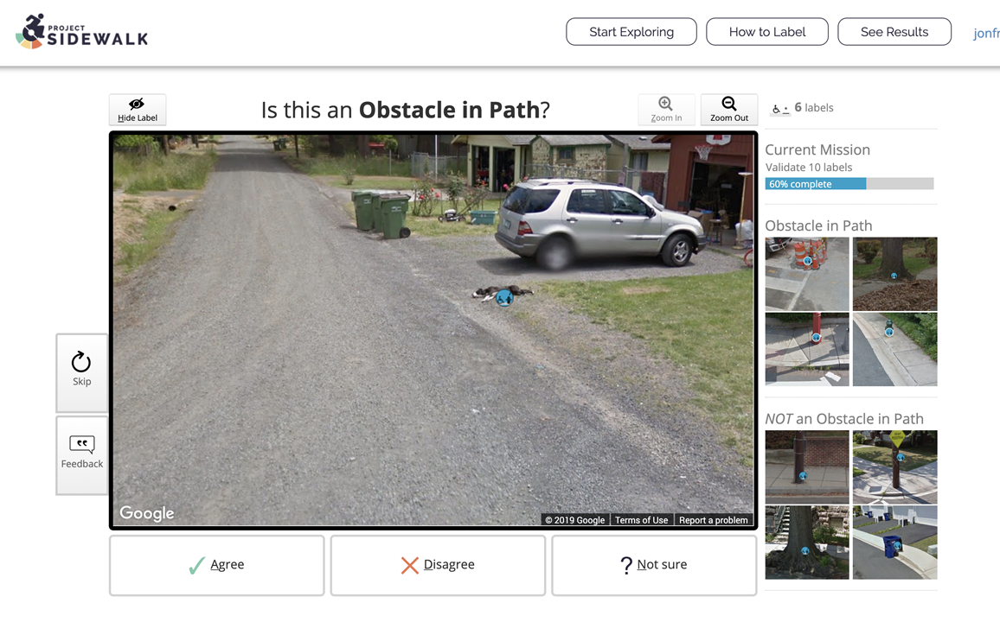 PROJECT
SIDEWALK
Start Exploring
How to Label
See Results
jonfr
Hide Label
Is this an Obstacle in Path?
Zoom In
Zoom Out
6 labels
Current Mission
Validate 10 labels
60% complete
Obstacle in Path
Skip
Feedback
NOT an Obstacle in Path
Google
© 2019 Google
Terms of Use
Report a problem
Agree
Disagree
? Not sure